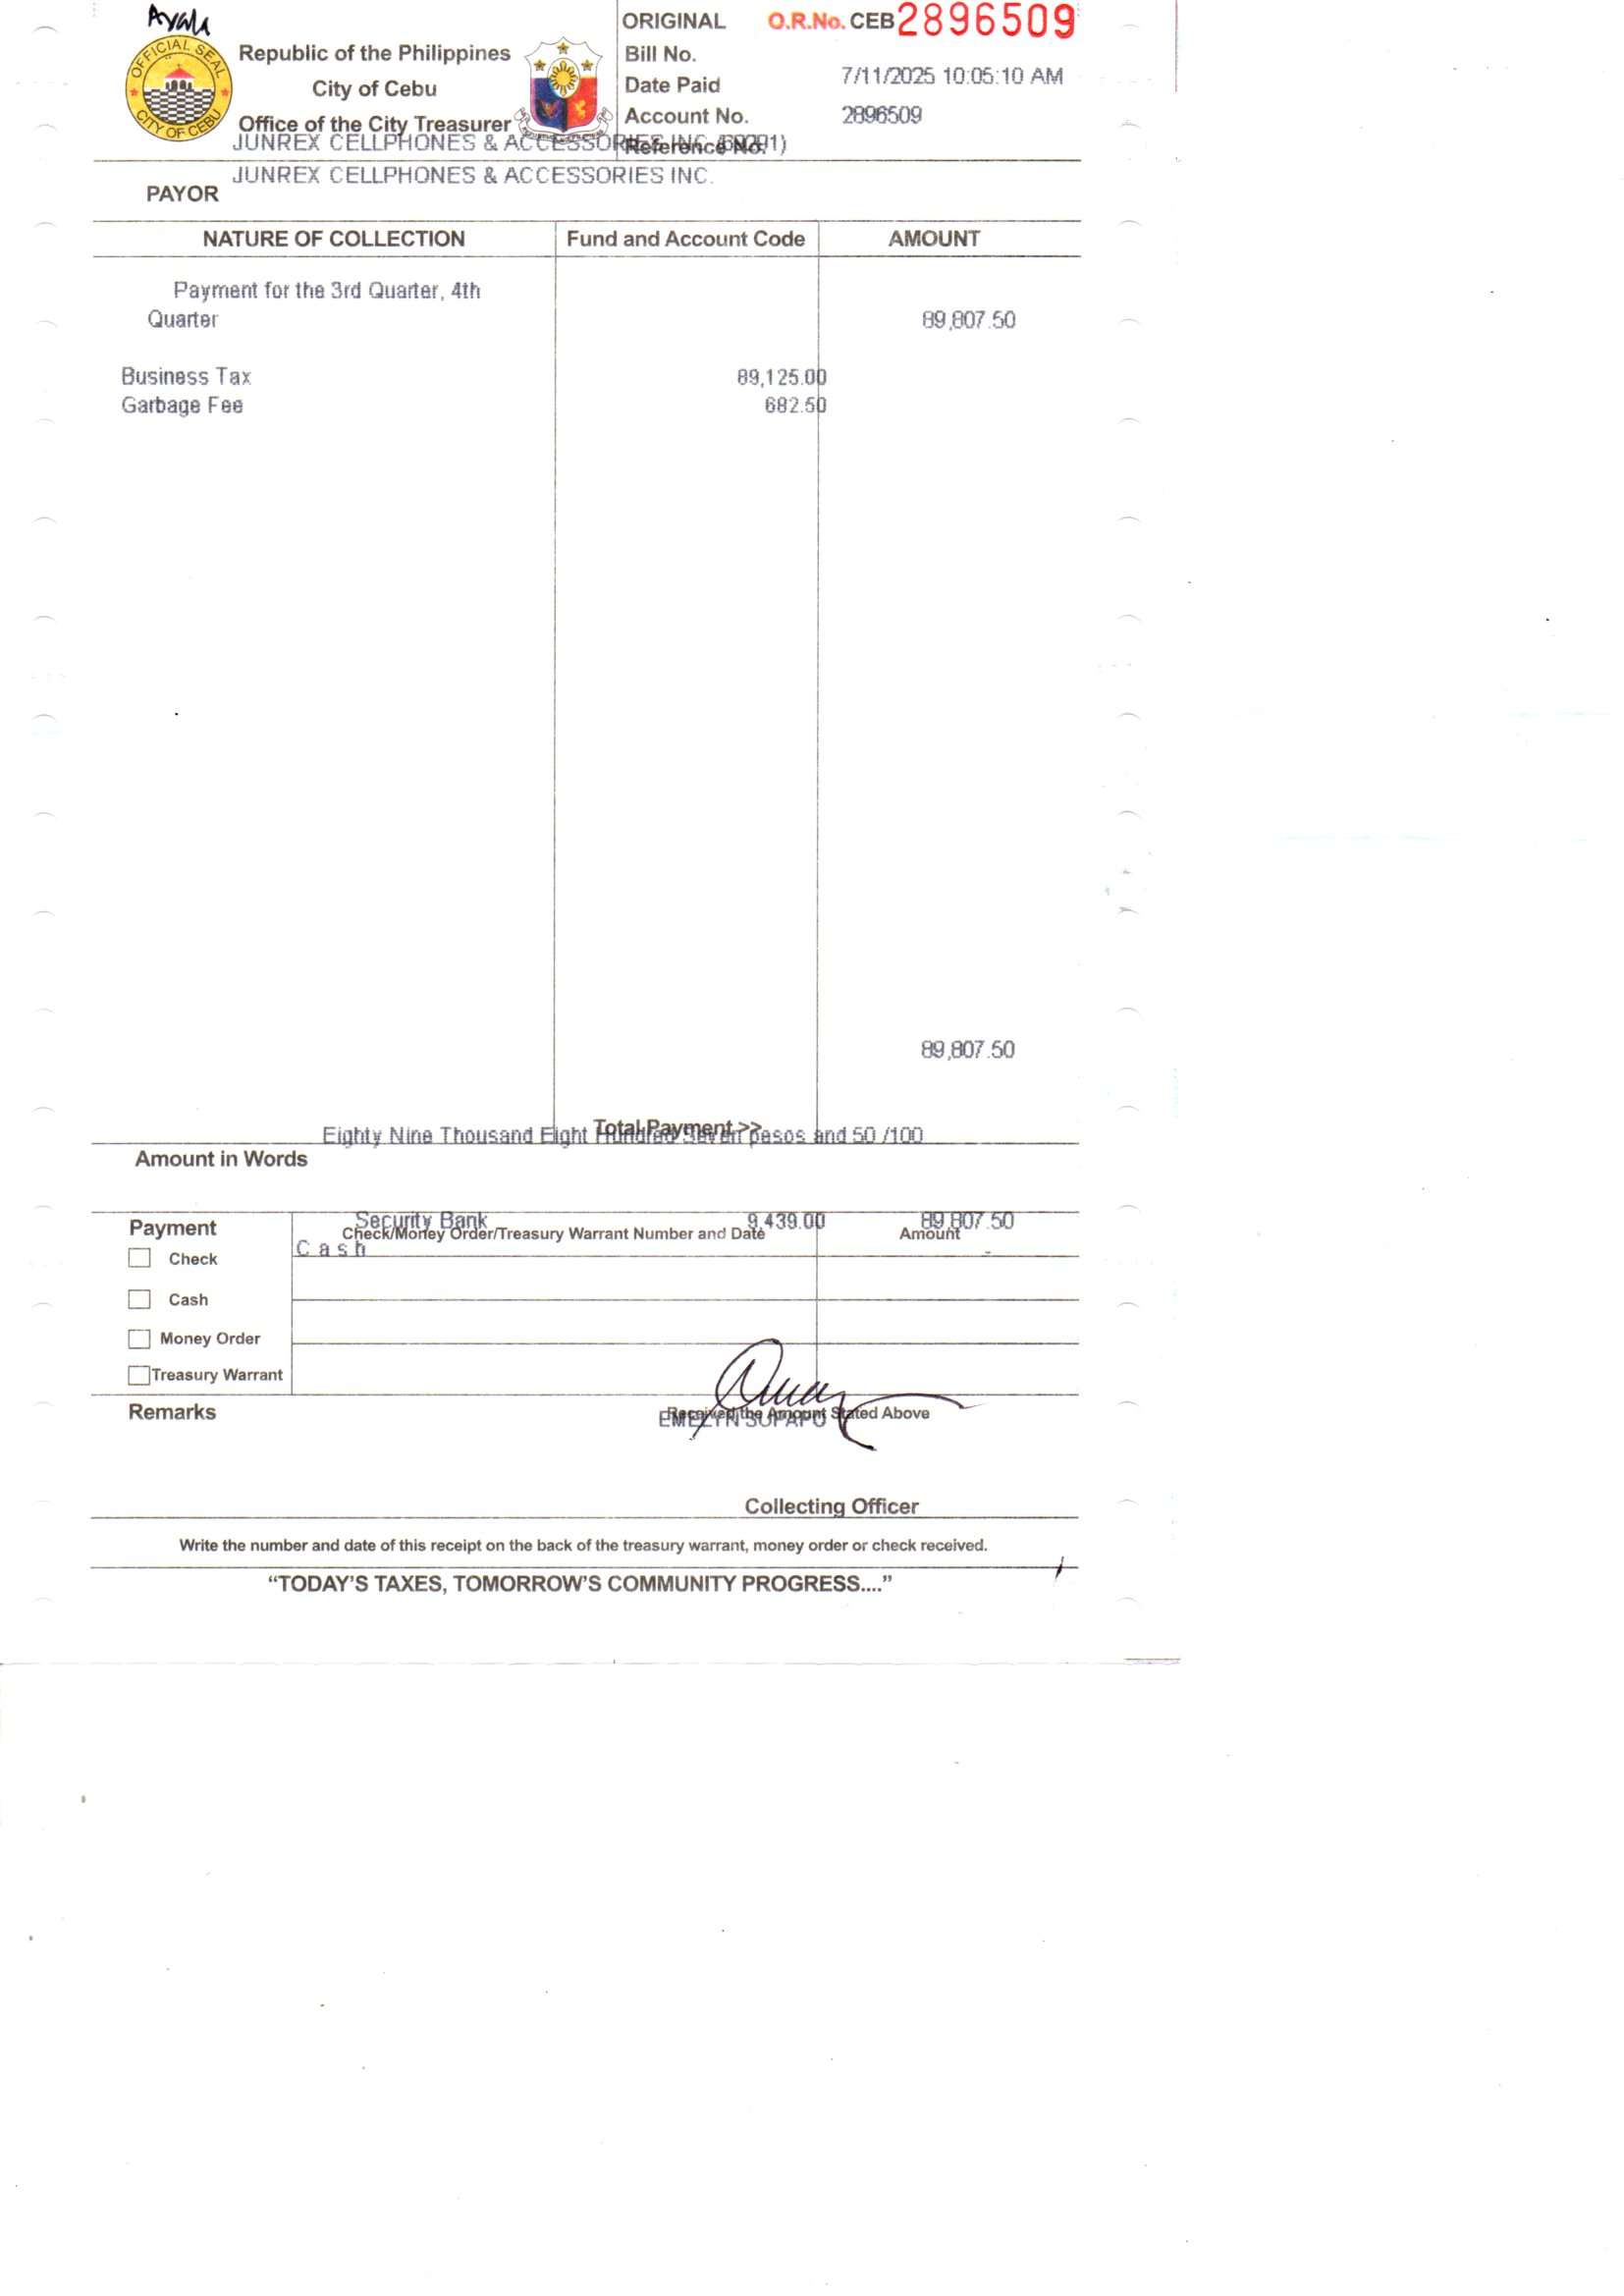 Ayala
ORIGINAL O.R.No. CEB 2896509
OFFICIAL SEAL
CITY OF CEBU
Republic of the Philippines
City of Cebu
Office of the City Treasurer
Bill No.
Date Paid 7/11/2025 10:05:10 AM
Account No. 2896509
Reference No.
JUNREX CELLPHONES & ACCESSORIES INC.
JUNREX CELLPHONES & ACCESSORIES INC.
PAYOR
NATURE OF COLLECTION Fund and Account Code AMOUNT
Payment for the 3rd Quarter, 4th
Quarter 89,807.50
Business Tax 89,125.00
Garbage Fee 682.50
89,807.50
Total Payment >>
Eighty Nine Thousand Eight Hundred Seven pesos and 50 /100
Amount in Words
Payment Security Bank 9,439.00 89,807.50
Check/Money Order/Treasury Warrant Number and Date Amount
Cash -
Check
Cash
Money Order
Treasury Warrant
Remarks Received the Amount Stated Above
EMELYN SOPAPO
Collecting Officer
Write the number and date of this receipt on the back of the treasury warrant, money order or check received.
“TODAY'S TAXES, TOMORROW'S COMMUNITY PROGRESS....”